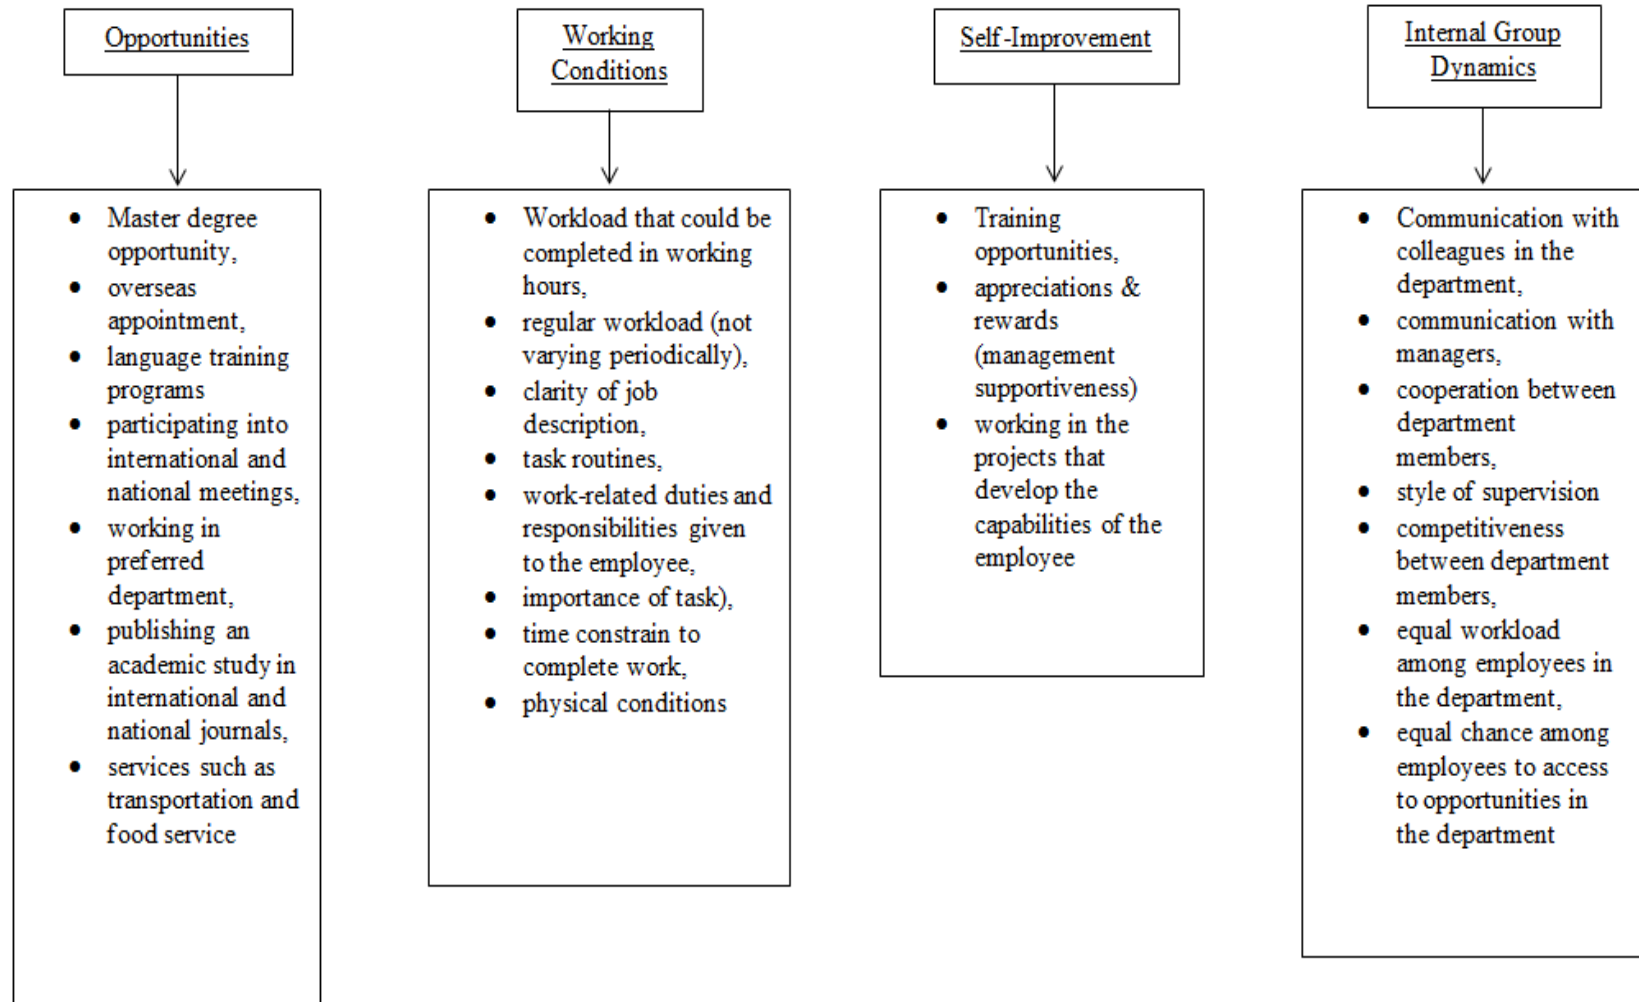 Opportunities
Master degree
opportunity,
overseas
appointment,
language training
programs
participating into
international and
national meetings,
working in
preferred
department,
publishing an
academic study in
international and
national journals,
services such as
transportation and
food service
Working
Conditions
Workload that could be
completed in working
hours,
regular workload (not
varying periodically),
clarity of job
description,
task routines,
work-related duties and
responsibilities given
to the employee,
importance of task),
time constrain to
complete work,
physical conditions
Self-Improvement
Training
opportunities,
appreciations &
rewards
(management
supportiveness)
working in the
projects that
develop the
capabilities of the
employee
Internal Group
Dynamics
Communication with
colleagues in the
department,
communication with
managers,
cooperation between
department
members,
style of supervision
competitiveness
between department
members,
equal workload
among employees in
the department,
equal chance among
employees to access
to opportunities in
the department